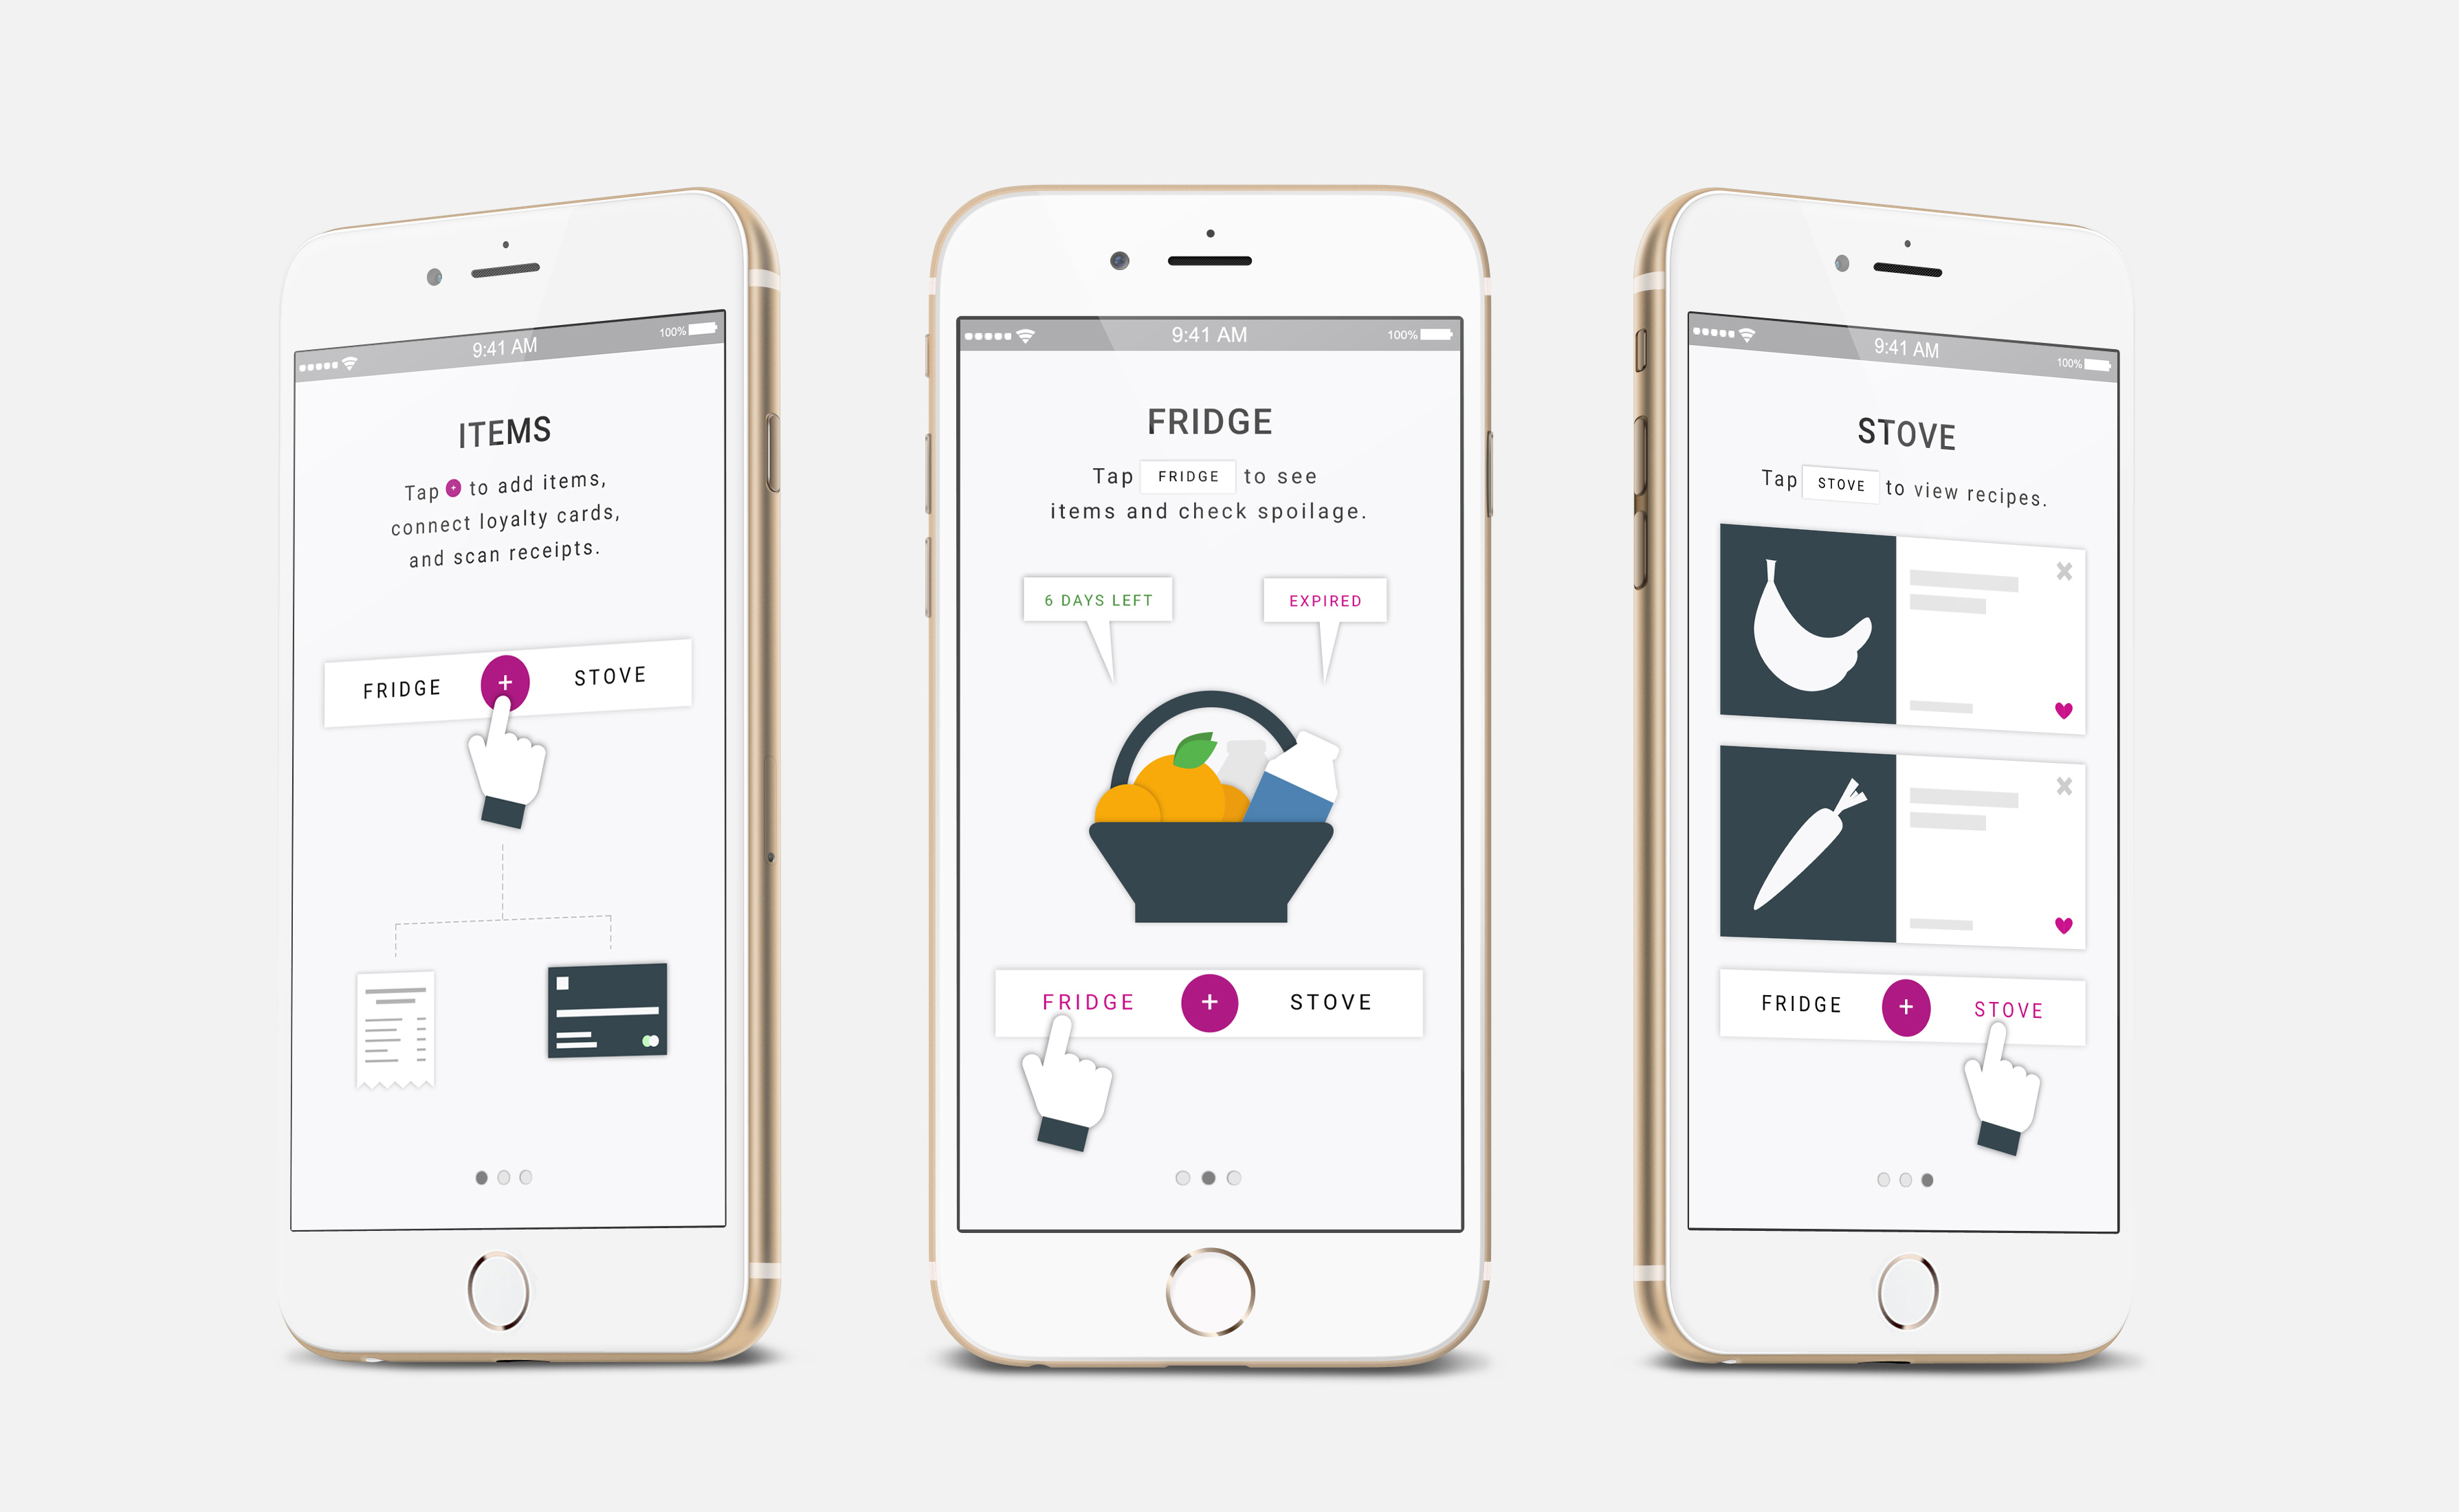 9:41 AM
100%
ITEMS
Tap + to add items,
connect loyalty cards,
and scan receipts.
FRIDGE + STOVE
9:41 AM
100%
FRIDGE
Tap FRIDGE to see
items and check spoilage.
6 DAYS LEFT
EXPIRED
FRIDGE + STOVE
9:41 AM
100%
STOVE
Tap STOVE to view recipes.
FRIDGE + STOVE